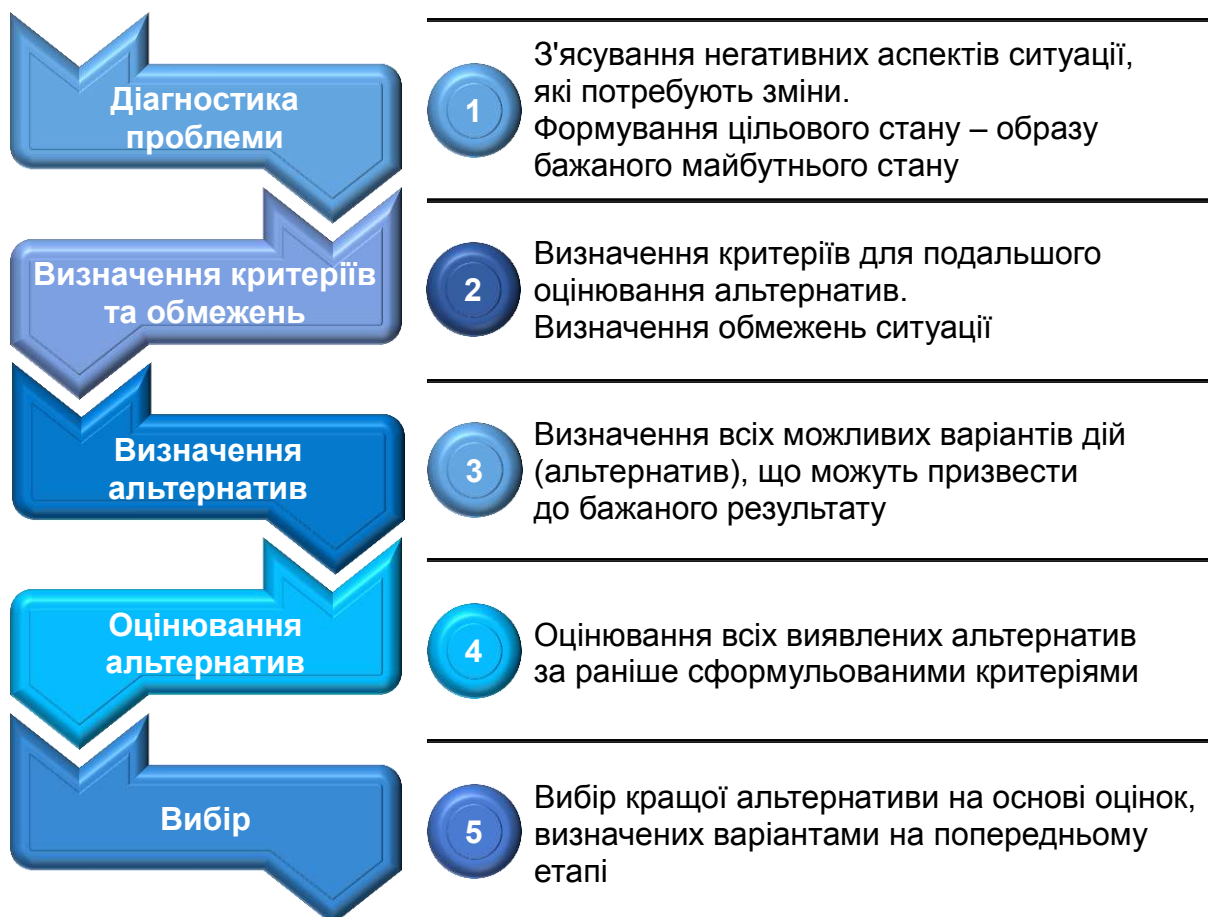 Діагностика
проблеми
1
З'ясування негативних аспектів ситуації,
які потребують зміни.
Формування цільового стану – образу
бажаного майбутнього стану
Визначення критеріїв
та обмежень
2
Визначення критеріїв для подальшого
оцінювання альтернатив.
Визначення обмежень ситуації
Визначення
альтернатив
3
Визначення всіх можливих варіантів дій
(альтернатив), що можуть призвести
до бажаного результату
Оцінювання
альтернатив
4
Оцінювання всіх виявлених альтернатив
за раніше сформульованими критеріями
Вибір
5
Вибір кращої альтернативи на основі оцінок,
визначених варіантами на попередньому
етапі